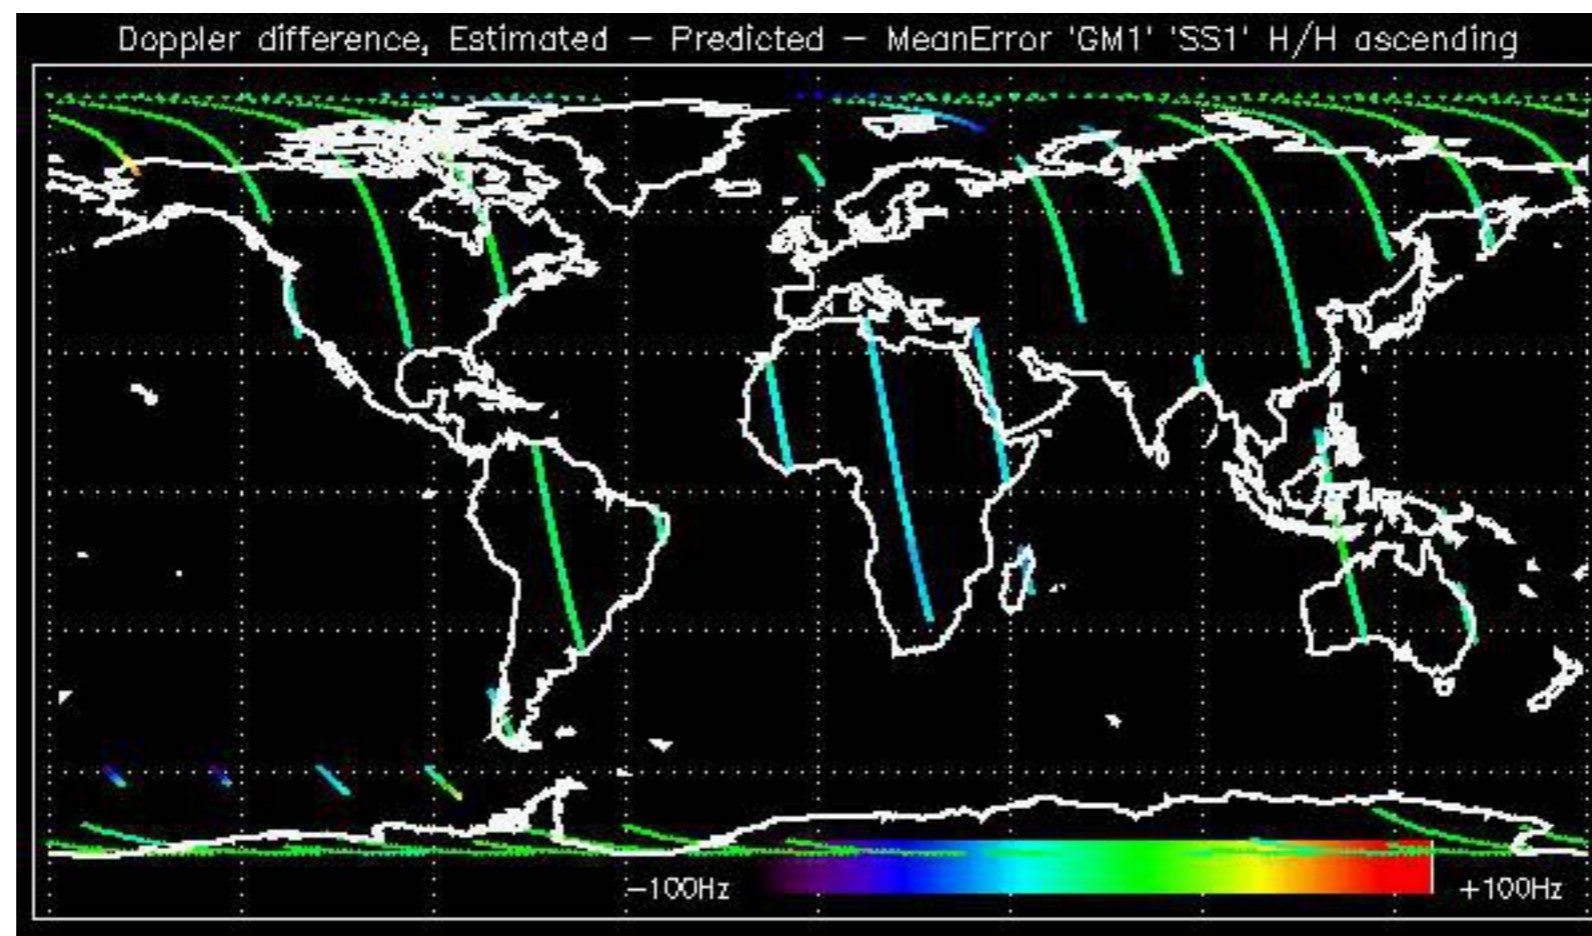 Doppler difference, Estimated – Predicted – MeanError 'GM1' 'SS1' H/H ascending
–100Hz
+100Hz